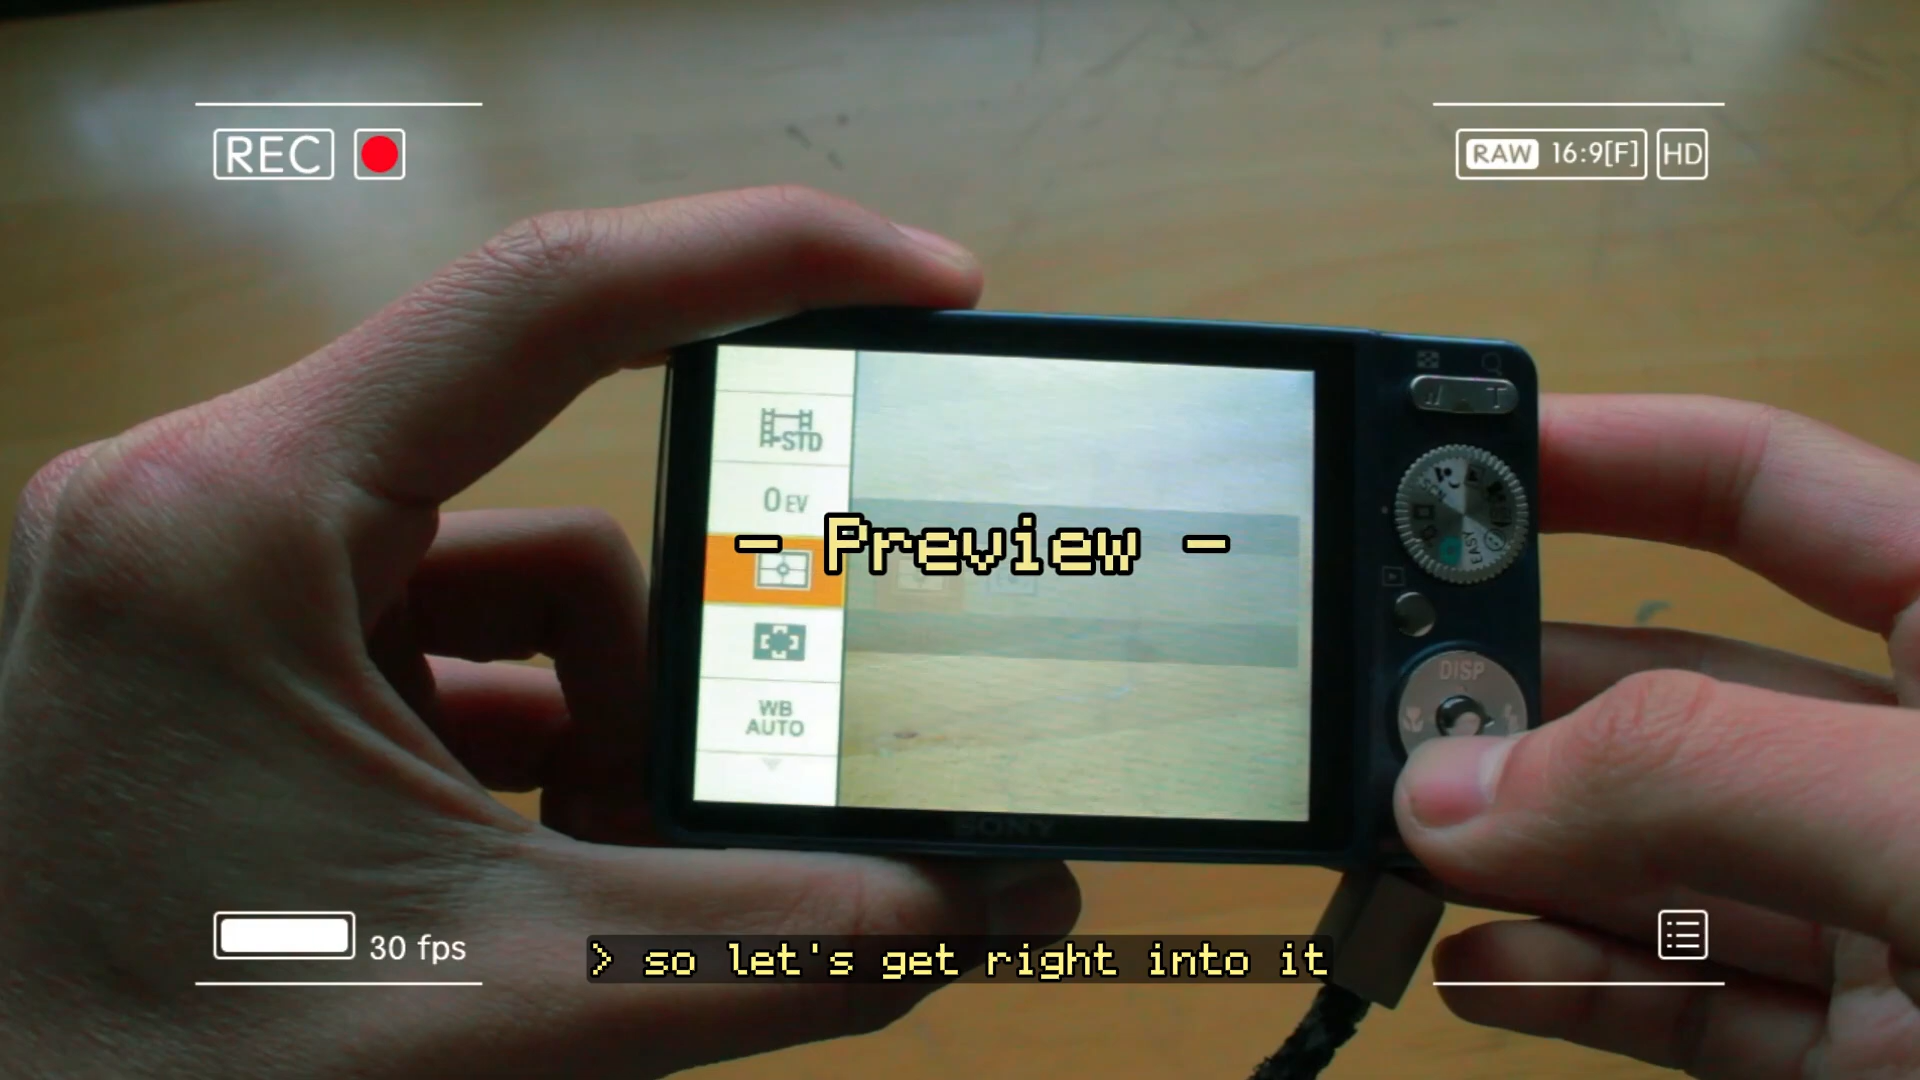 REC
RAW 16:9[F] HD
STD
0 EV
- Preview -
WB
AUTO
W T
EASY
DISP
SONY
30 fps
> so let's get right into it